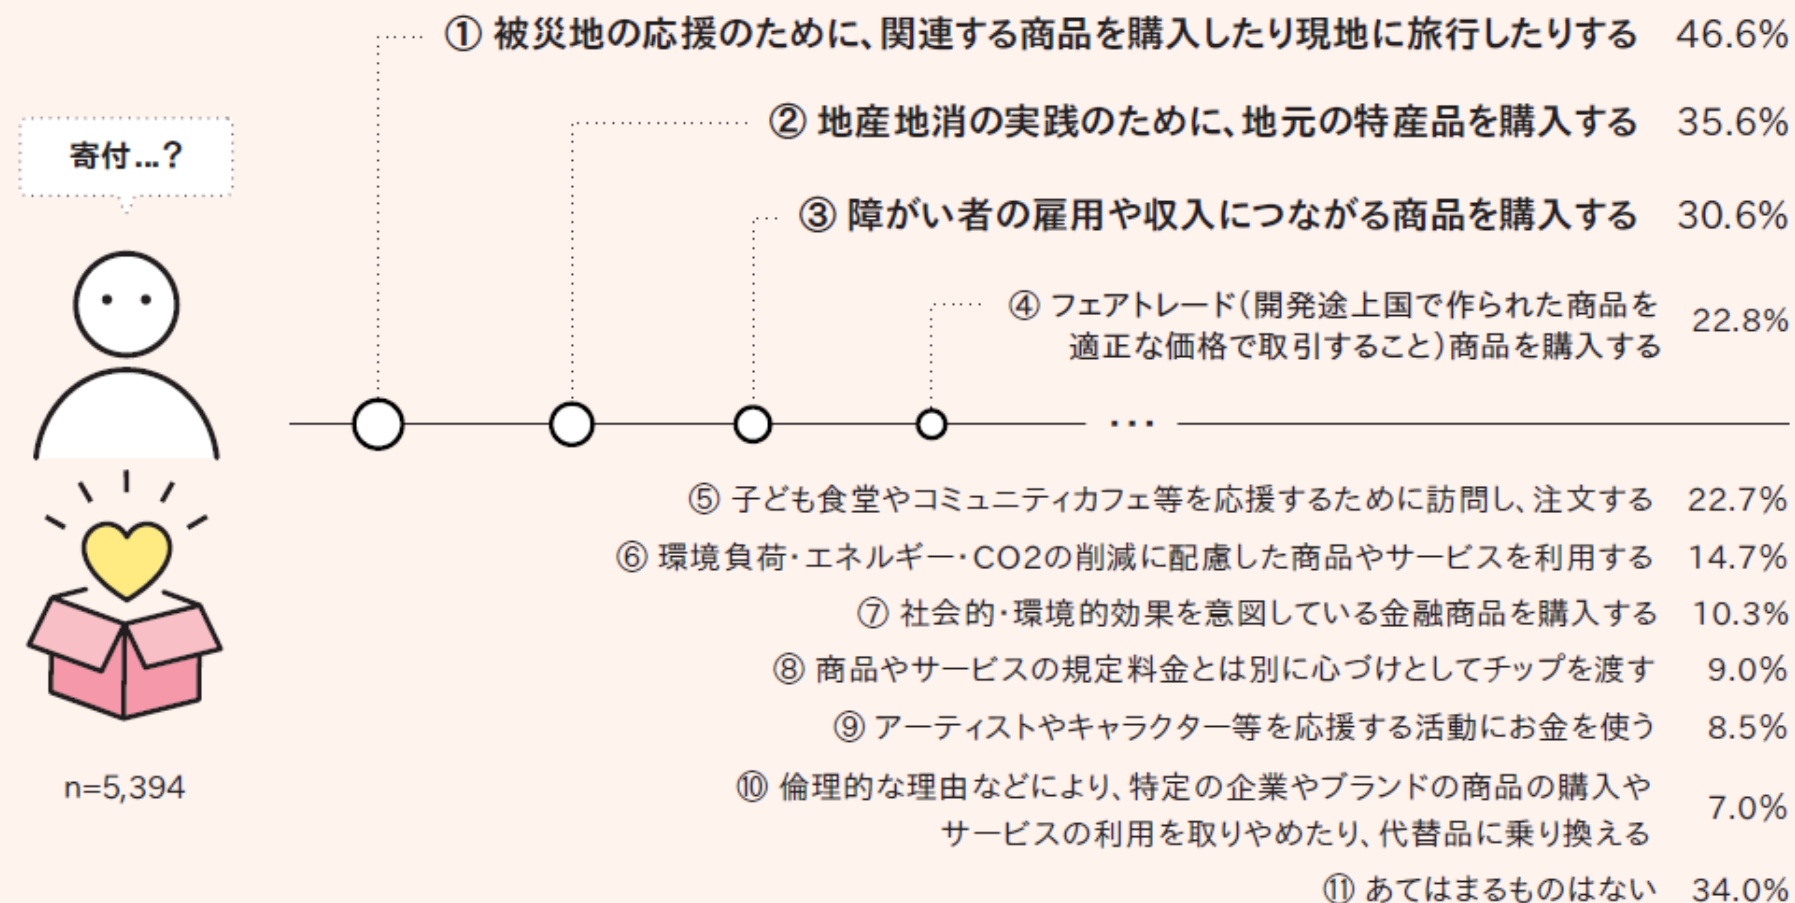 ① 被災地の応援のために、関連する商品を購入したり現地に旅行したりする 46.6%
② 地産地消の実践のために、地元の特産品を購入する 35.6%
寄付...?
③ 障がい者の雇用や収入につながる商品を購入する 30.6%
④ フェアトレード(開発途上国で作られた商品を
適正な価格で取引すること)商品を購入する 22.8%
...
⑤ 子ども食堂やコミュニティカフェ等を応援するために訪問し、注文する 22.7%
⑥ 環境負荷・エネルギー・CO2の削減に配慮した商品やサービスを利用する 14.7%
⑦ 社会的・環境的効果を意図している金融商品を購入する 10.3%
⑧ 商品やサービスの規定料金とは別に心づけとしてチップを渡す 9.0%
⑨ アーティストやキャラクター等を応援する活動にお金を使う 8.5%
n=5,394
⑩ 倫理的な理由などにより、特定の企業やブランドの商品の購入や
サービスの利用を取りやめたり、代替品に乗り換える 7.0%
⑪ あてはまるものはない 34.0%